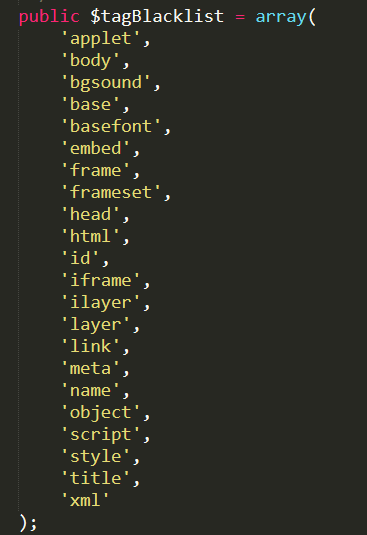 public $tagBlacklist = array(
'applet',
'body',
'bgsound',
'base',
'basefont',
'embed',
'frame',
'frameset',
'head',
'html',
'id',
'iframe',
'ilayer',
'layer',
'link',
'meta',
'name',
'object',
'script',
'style',
'title',
'xml'
);